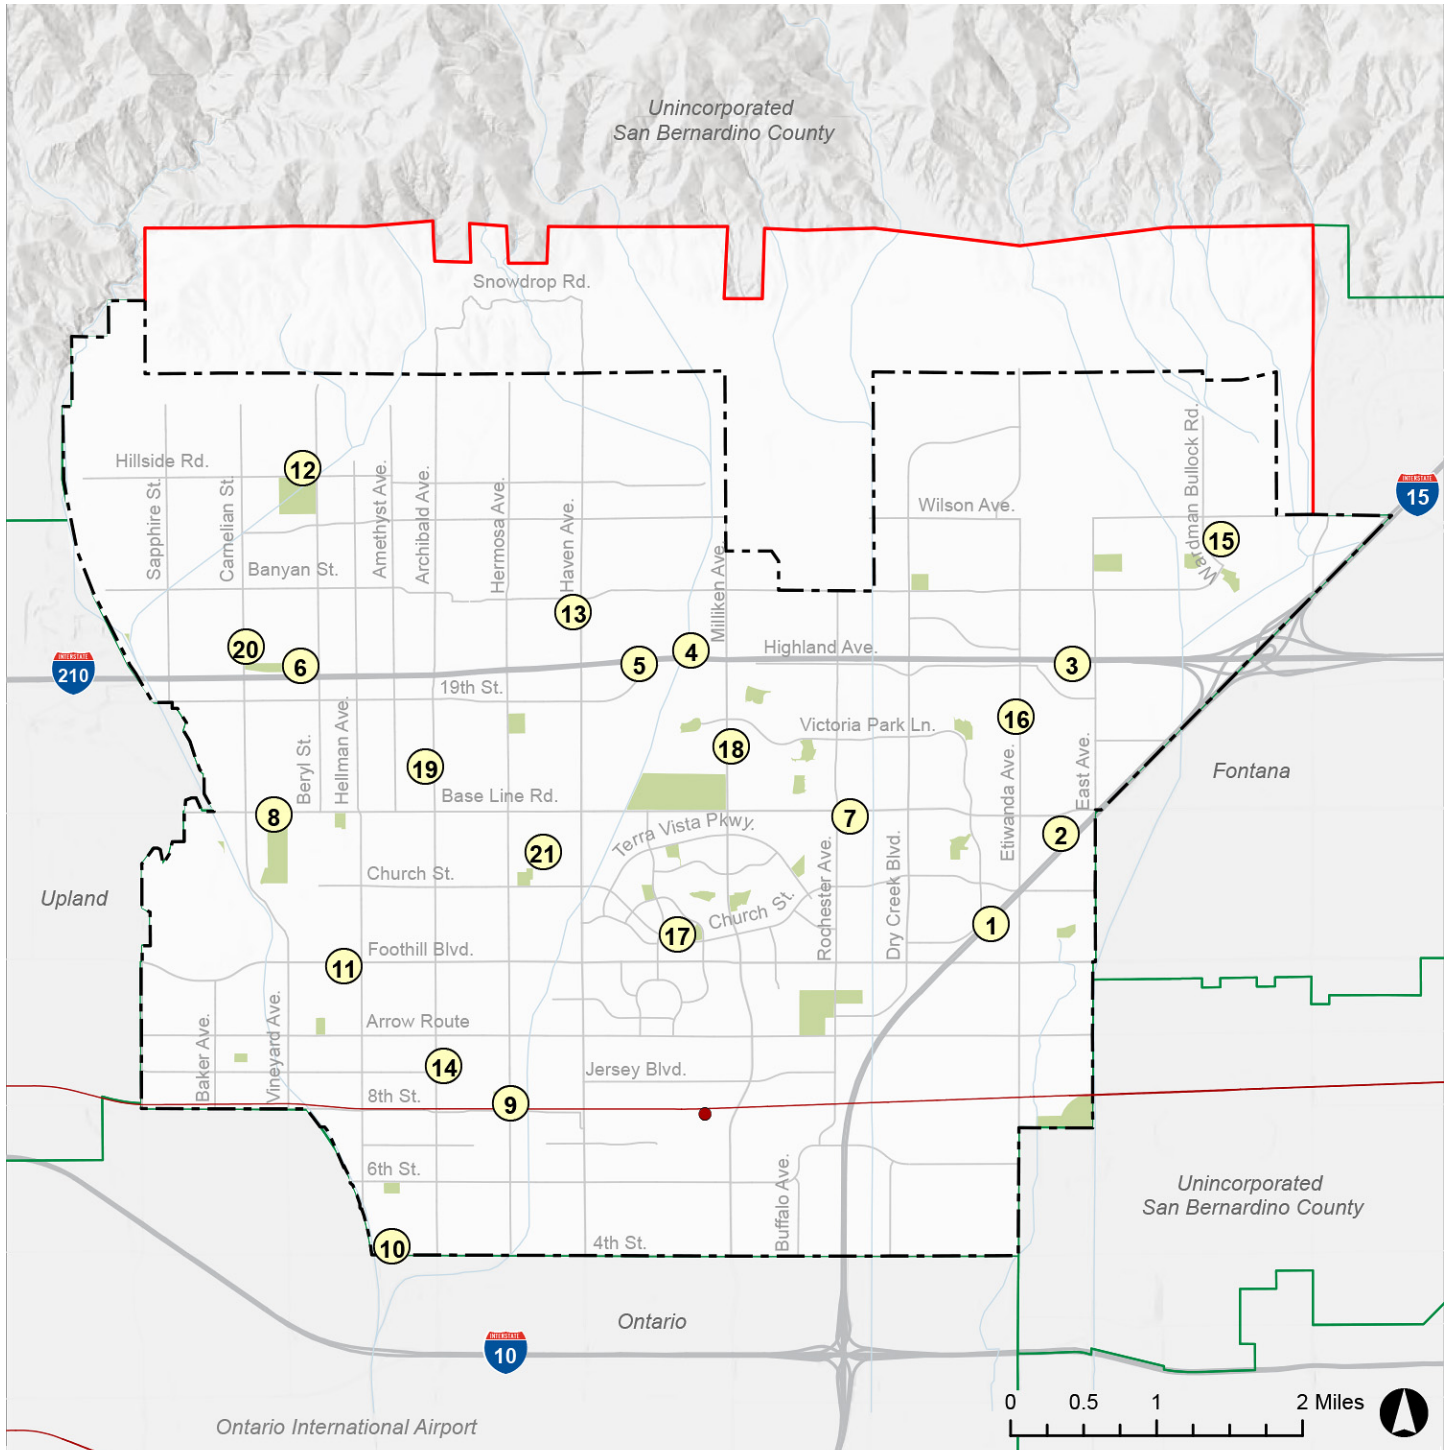 Unincorporated
San Bernardino County
Snowdrop Rd.
Hillside Rd.
12
Sapphire St.
Carnelian St.
Amethyst Ave.
Archibald Ave.
Hermosa Ave.
Haven Ave.
Milliken Ave.
Wilson Ave.
Wardman Bullock Rd.
INTERSTATE
15
15
Banyan St.
13
20
6
5
4
Highland Ave.
3
INTERSTATE
210
19th St.
16
Victoria Park Ln.
18
19
Beryl St.
Hellman Ave.
Base Line Rd.
8
7
2
Etiwanda Ave.
East Ave.
Fontana
Terra Vista Pkwy.
21
Rochester Ave.
Dry Creek Blvd.
Church St.
Upland
Church St.
17
1
Foothill Blvd.
11
Arrow Route
Baker Ave.
Vineyard Ave.
14
Jersey Blvd.
8th St.
9
6th St.
Buffalo Ave.
Unincorporated
San Bernardino County
10
4th St.
Ontario
INTERSTATE
10
0 0.5 1 2 Miles
Ontario International Airport